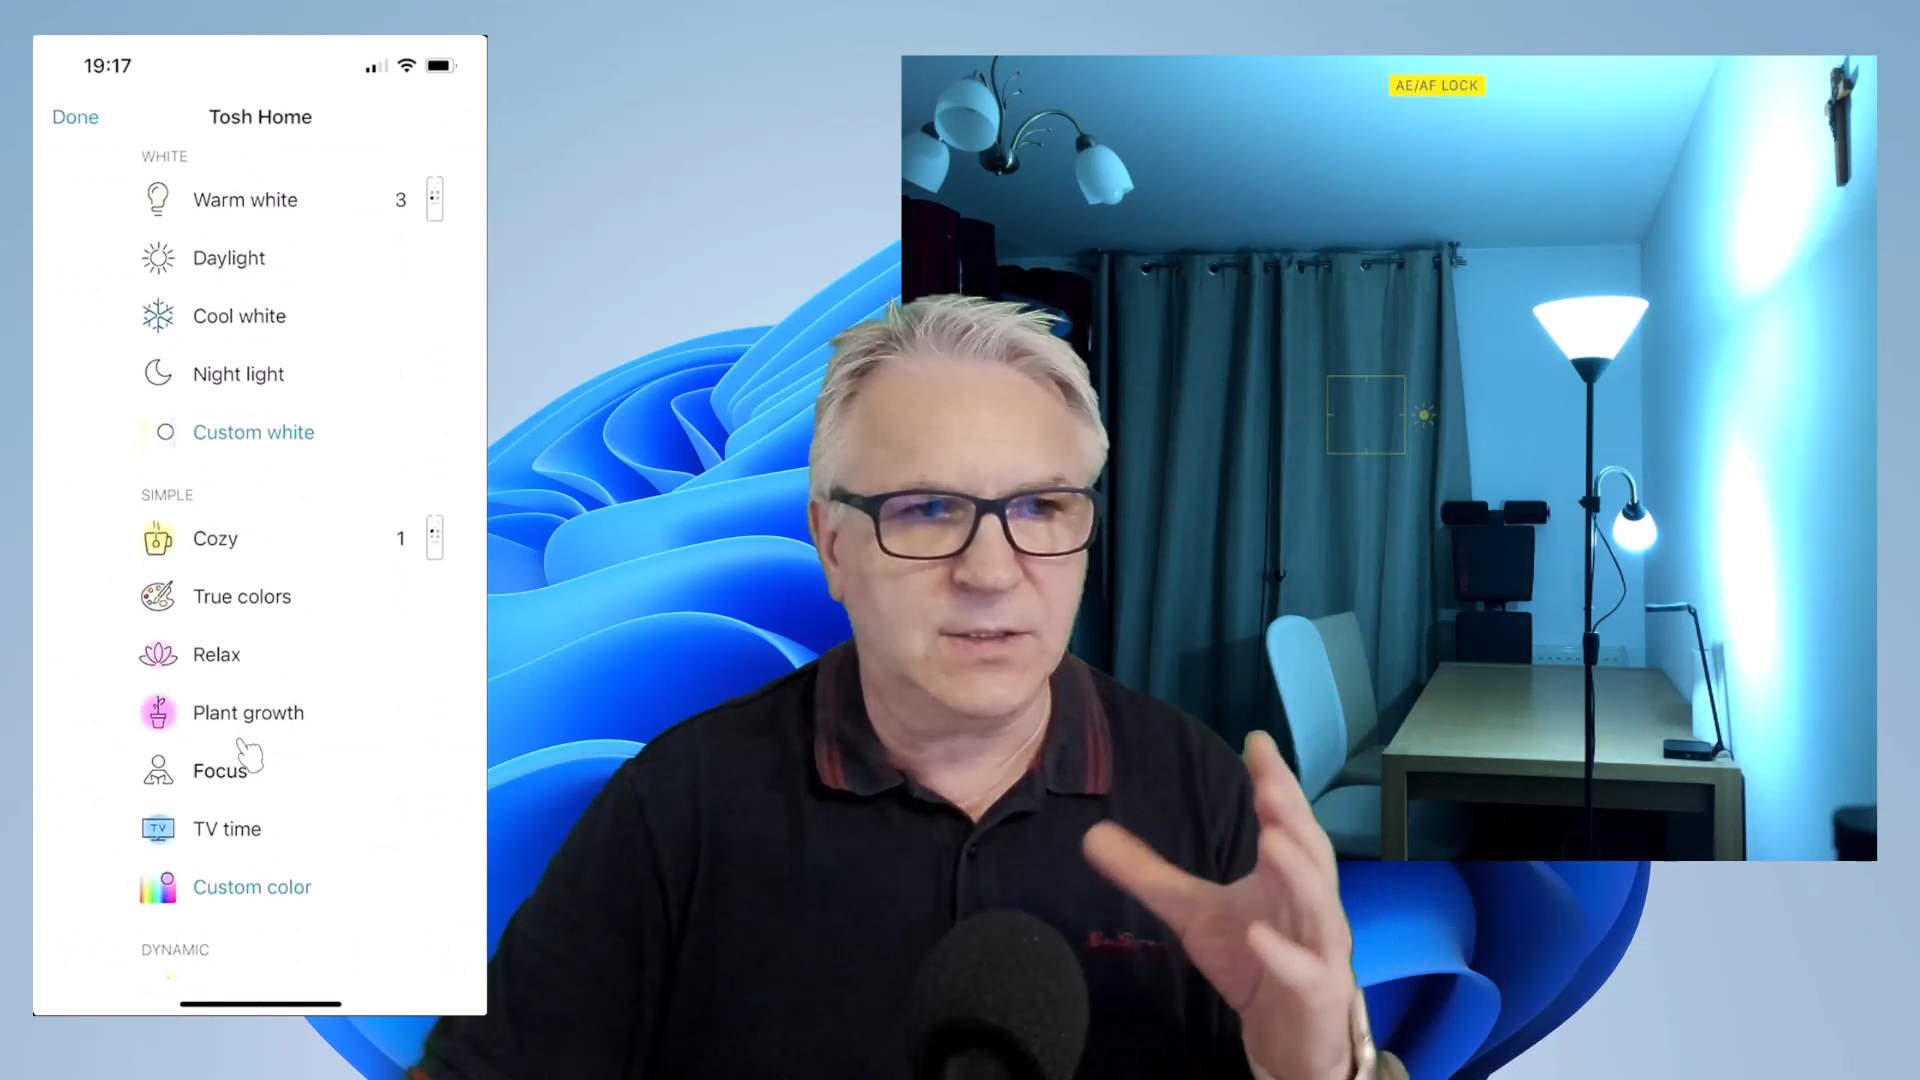 19:17
Done
Tosh Home
WHITE
Warm white 3
Daylight
Cool white
Night light
Custom white
SIMPLE
Cozy 1
True colors
Relax
Plant growth
Focus
TV
TV time
Custom color
DYNAMIC
AE/AF LOCK